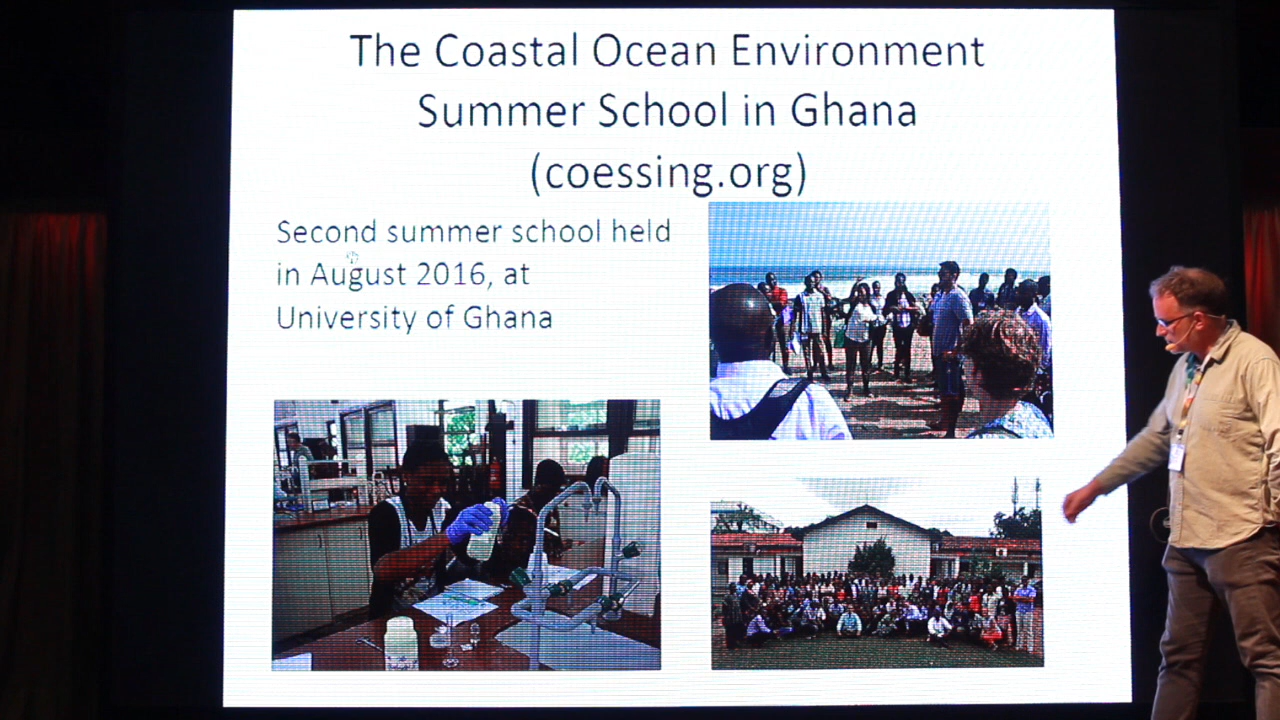 The Coastal Ocean Environment
Summer School in Ghana
(coessing.org)
Second summer school held
in August 2016, at
University of Ghana